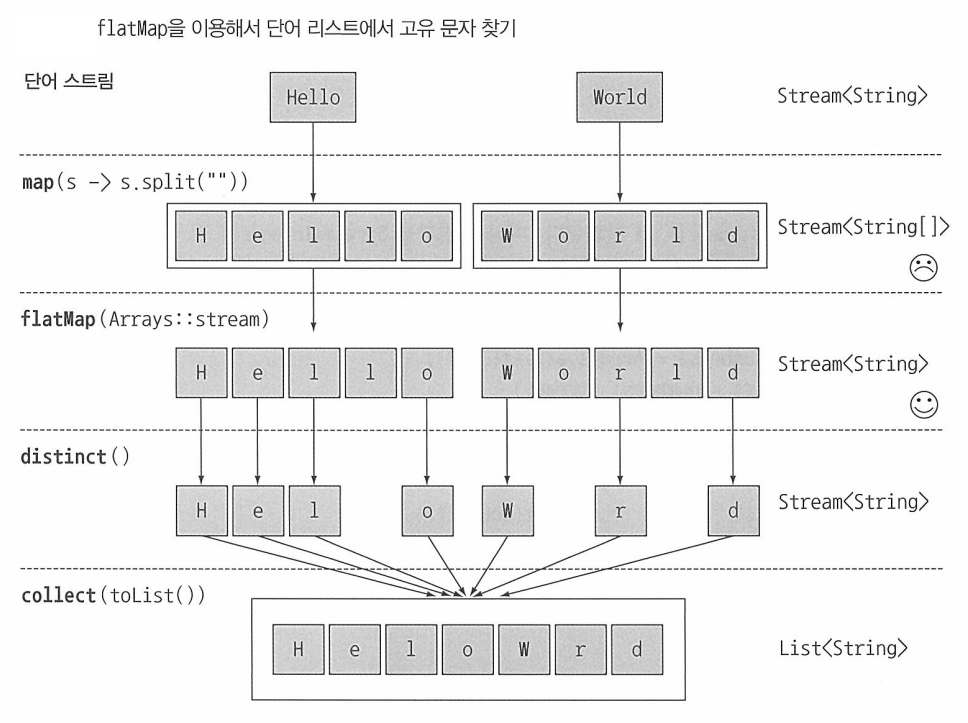 flatMap을 이용해서 단어 리스트에서 고유 문자 찾기
단어 스트림
Hello World Stream<String>
map(s -> s.split(""))
H e l l o W o r l d Stream<String[]>
flatMap(Arrays::stream)
H e l l o W o r l d Stream<String>
distinct()
H e l o W r d Stream<String>
collect(toList())
H e l o W r d List<String>